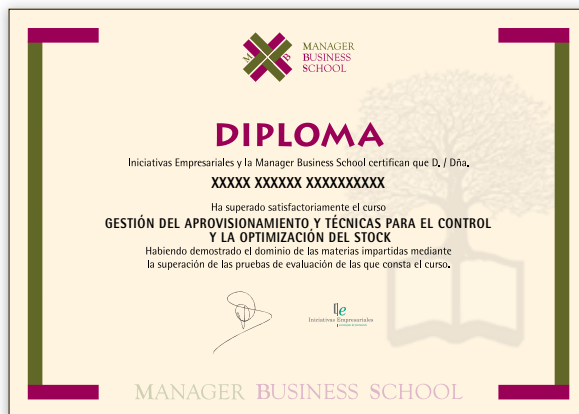 MANAGER
BUSINESS
SCHOOL
M B
DIPLOMA
Iniciativas Empresariales y la Manager Business School certifican que D. / Dña.
XXXXX XXXXXX XXXXXXXXXX
Ha superado satisfactoriamente el curso
GESTIÓN DEL APROVISIONAMIENTO Y TÉCNICAS PARA EL CONTROL
Y LA OPTIMIZACIÓN DEL STOCK
Habiendo demostrado el dominio de las materias impartidas mediante
la superación de las pruebas de evaluación de las que consta el curso.
Ie
Iniciativas Empresariales
MANAGER BUSINESS SCHOOL